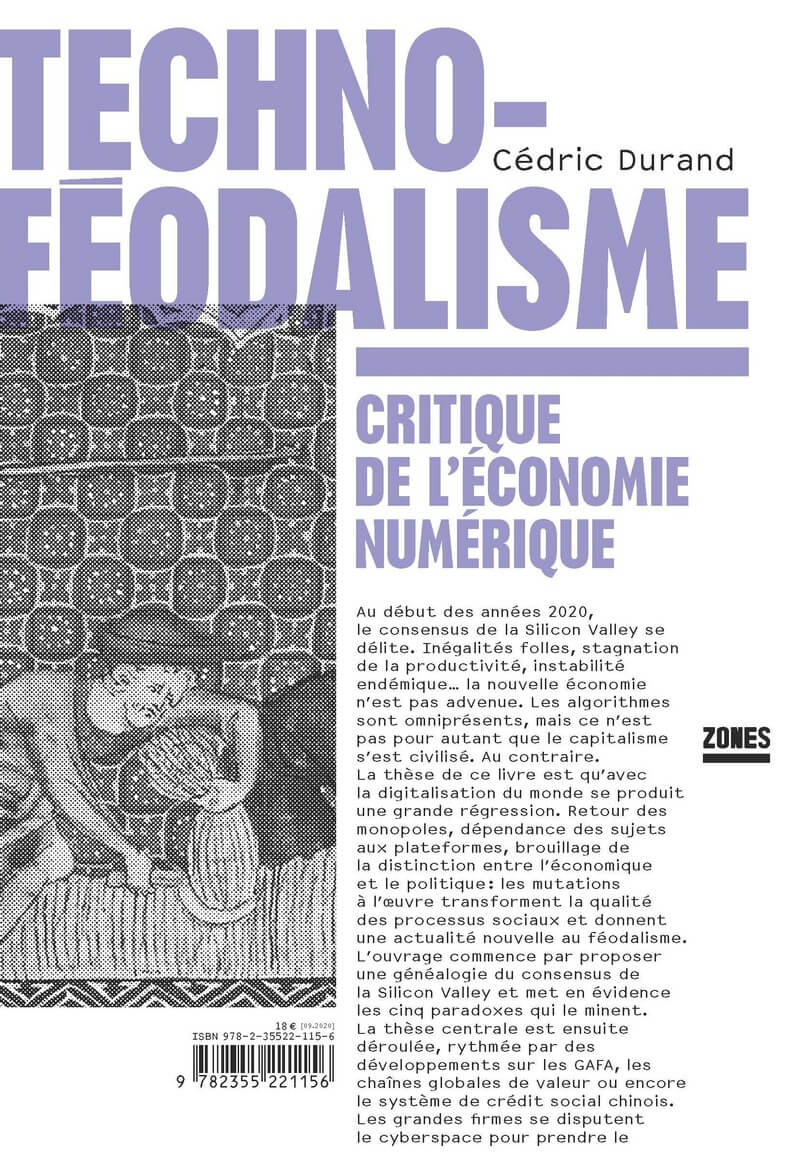 TECHNO-
Cédric Durand
FÉODALISME
CRITIQUE
DE L'ÉCONOMIE
NUMÉRIQUE
Au début des années 2020,
le consensus de la Silicon Valley se
délite. Inégalités folles, stagnation
de la productivité, instabilité
endémique… la nouvelle économie
n'est pas advenue. Les algorithmes
sont omniprésents, mais ce n'est
pas pour autant que le capitalisme
s'est civilisé. Au contraire.
La thèse de ce livre est qu'avec
la digitalisation du monde se produit
une grande régression. Retour des
monopoles, dépendance des sujets
aux plateformes, brouillage de
la distinction entre l'économique
et le politique : les mutations
à l'œuvre transforment la qualité
des processus sociaux et donnent
une actualité nouvelle au féodalisme.
L'ouvrage commence par proposer
une généalogie du consensus de
la Silicon Valley et met en évidence
les cinq paradoxes qui le minent.
La thèse centrale est ensuite
déroulée, rythmée par des
développements sur les GAFA, les
chaînes globales de valeur ou encore
le système de crédit social chinois.
Les grandes firmes se disputent
le cyberspace pour prendre le
ZONES
18 € [09.2020]
ISBN 978-2-35522-115-6
9 782355 221156